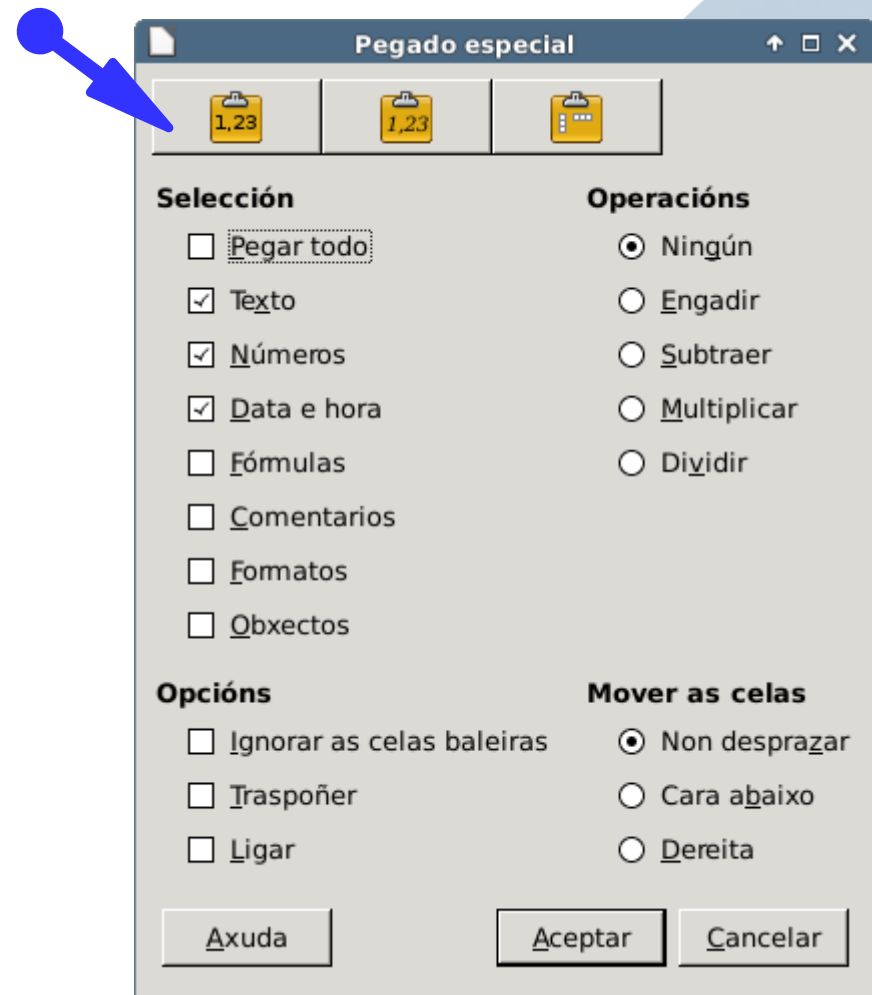 Pegado especial
1,23
1,23
Selección
Pegar todo
Texto
Números
Data e hora
Fórmulas
Comentarios
Formatos
Obxectos
Operacións
Ningún
Engadir
Subtraer
Multiplicar
Dividir
Opcións
Ignorar as celas baleiras
Traspoñer
Ligar
Mover as celas
Non desprazar
Cara abaixo
Dereita
Axuda
Aceptar
Cancelar